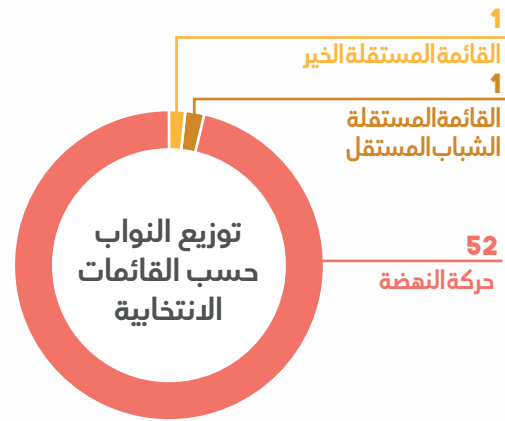 1
القائمة المستقلة الخير
1
القائمة المستقلة
الشباب المستقل
52
حركة النهضة
توزيع النواب
حسب القائمات
الانتخابية